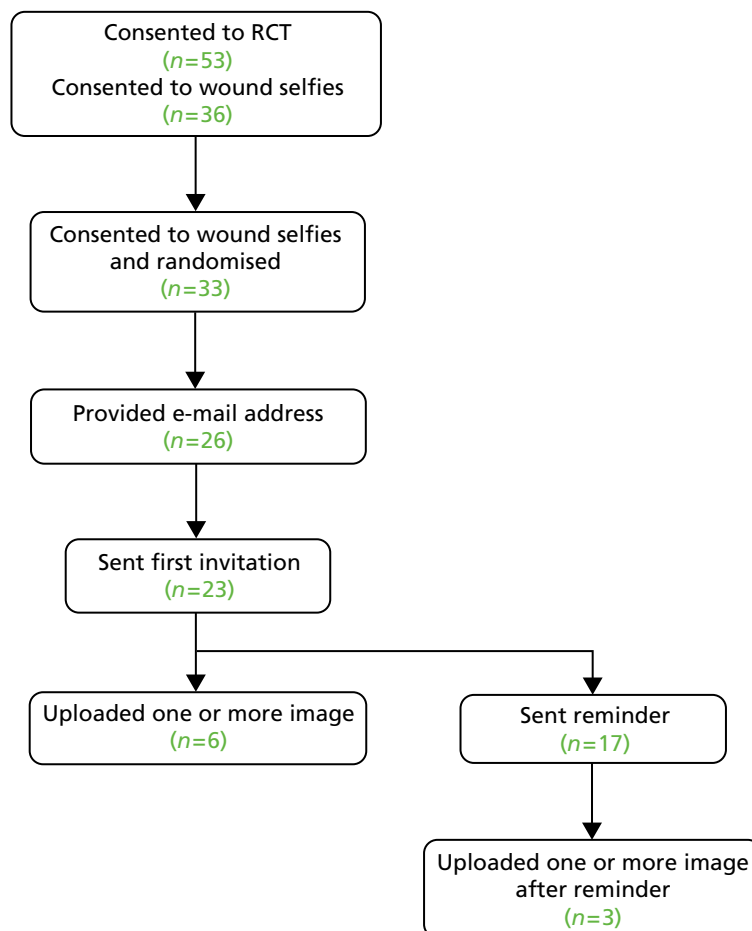 Consented to RCT
(n=53)
Consented to wound selfies
(n=36)
Consented to wound selfies
and randomised
(n=33)
Provided e-mail address
(n=26)
Sent first invitation
(n=23)
Uploaded one or more image
(n=6)
Sent reminder
(n=17)
Uploaded one or more image
after reminder
(n=3)